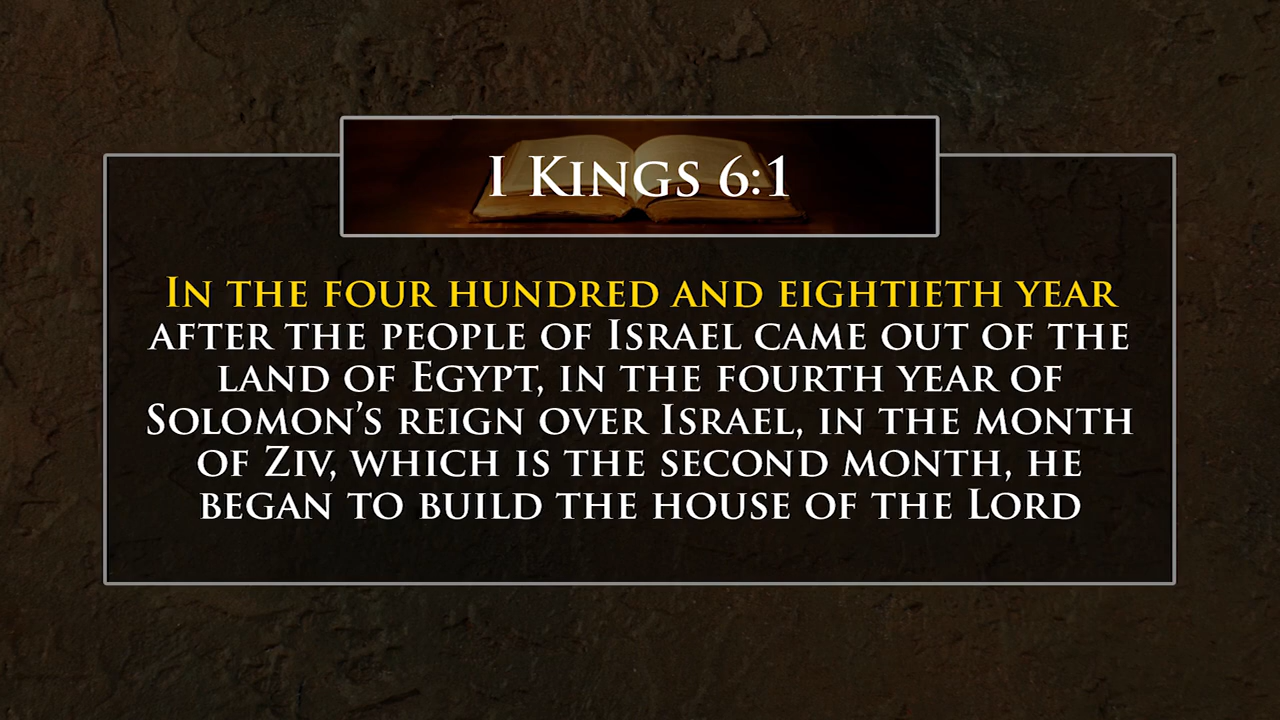 I Kings 6:1
In the four hundred and eightieth year
after the people of Israel came out of the
land of Egypt, in the fourth year of
Solomon's reign over Israel, in the month
of Ziv, which is the second month, he
began to build the house of the Lord